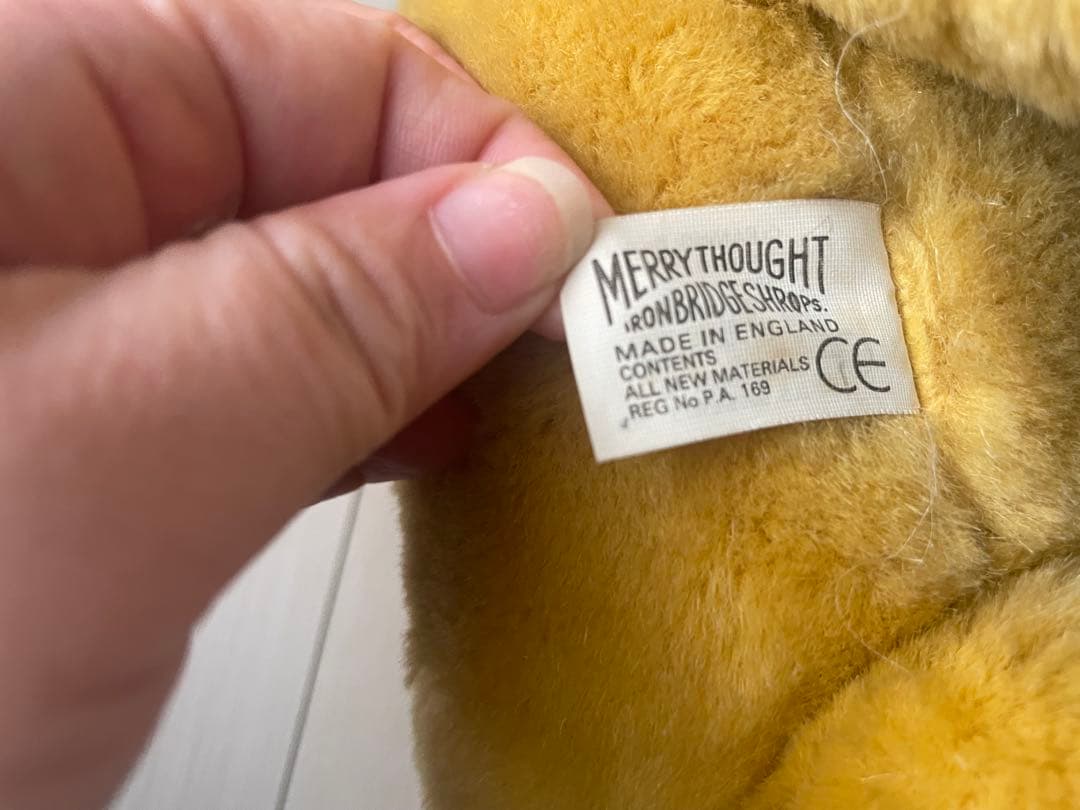 MERRYTHOUGHT
IRONBRIDGE SHROPS.
MADE IN ENGLAND
CONTENTS
ALL NEW MATERIALS
REG No P.A. 169
CE